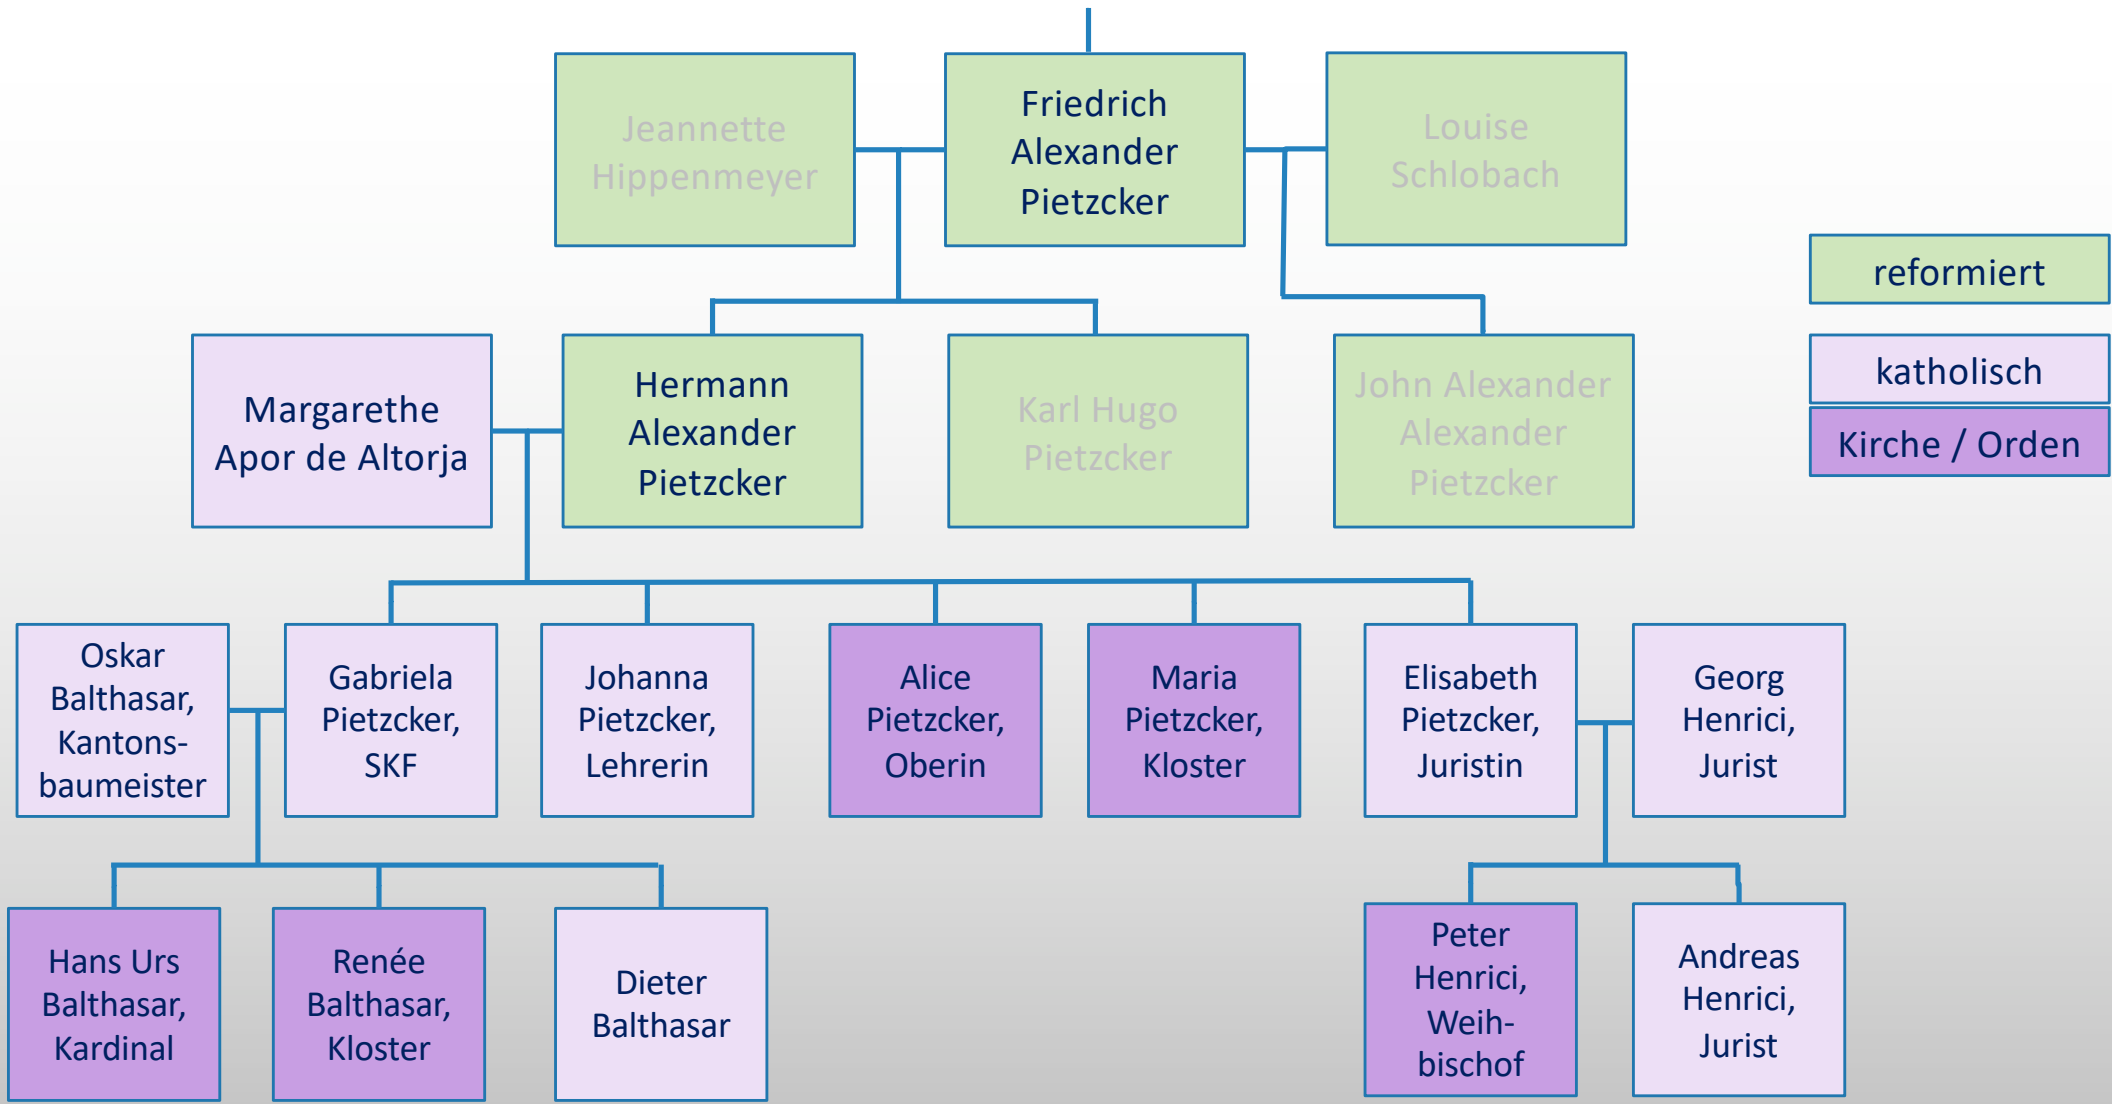 Jeannette
Hippenmeyer
Friedrich
Alexander
Pietzcker
Louise
Schlobach
reformiert
katholisch
Kirche / Orden
Margarethe
Apor de Altorja
Hermann
Alexander
Pietzcker
Karl Hugo
Pietzcker
John Alexander
Alexander
Pietzcker
Oskar
Balthasar,
Kantons-
baumeister
Gabriela
Pietzcker,
SKF
Johanna
Pietzcker,
Lehrerin
Alice
Pietzcker,
Oberin
Maria
Pietzcker,
Kloster
Elisabeth
Pietzcker,
Juristin
Georg
Henrici,
Jurist
Hans Urs
Balthasar,
Kardinal
Renée
Balthasar,
Kloster
Dieter
Balthasar
Peter
Henrici,
Weih-
bischof
Andreas
Henrici,
Jurist